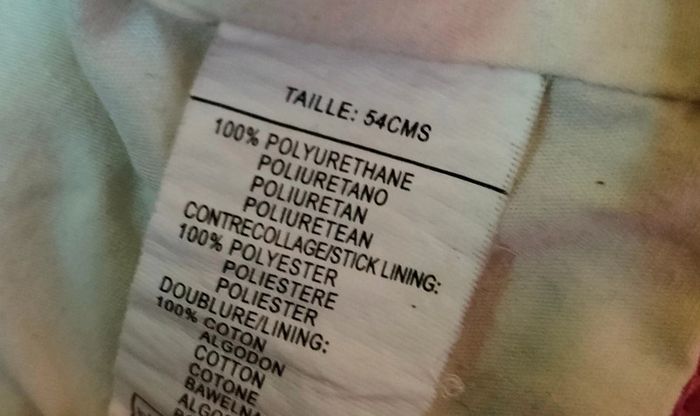 TAILLE: 54CMS
100% POLYURETHANE
POLIURETANO
POLIURETAN
POLIURETEAN
CONTRECOLLAGE/STICK LINING:
100% POLYESTER
POLIESTERE
POLIESTER
DOUBLURE/LINING:
100% COTON
ALGODON
COTTON
COTONE
BAWELNA